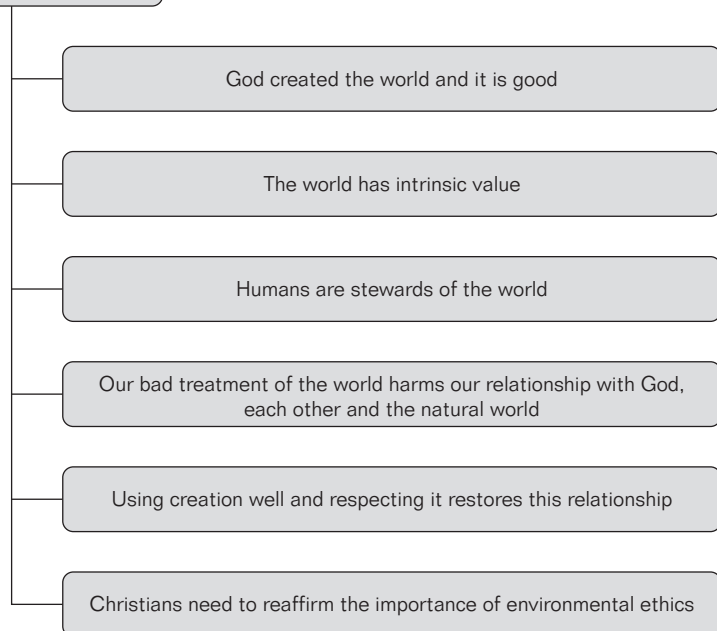 God created the world and it is good
The world has intrinsic value
Humans are stewards of the world
Our bad treatment of the world harms our relationship with God,
each other and the natural world
Using creation well and respecting it restores this relationship
Christians need to reaffirm the importance of environmental ethics